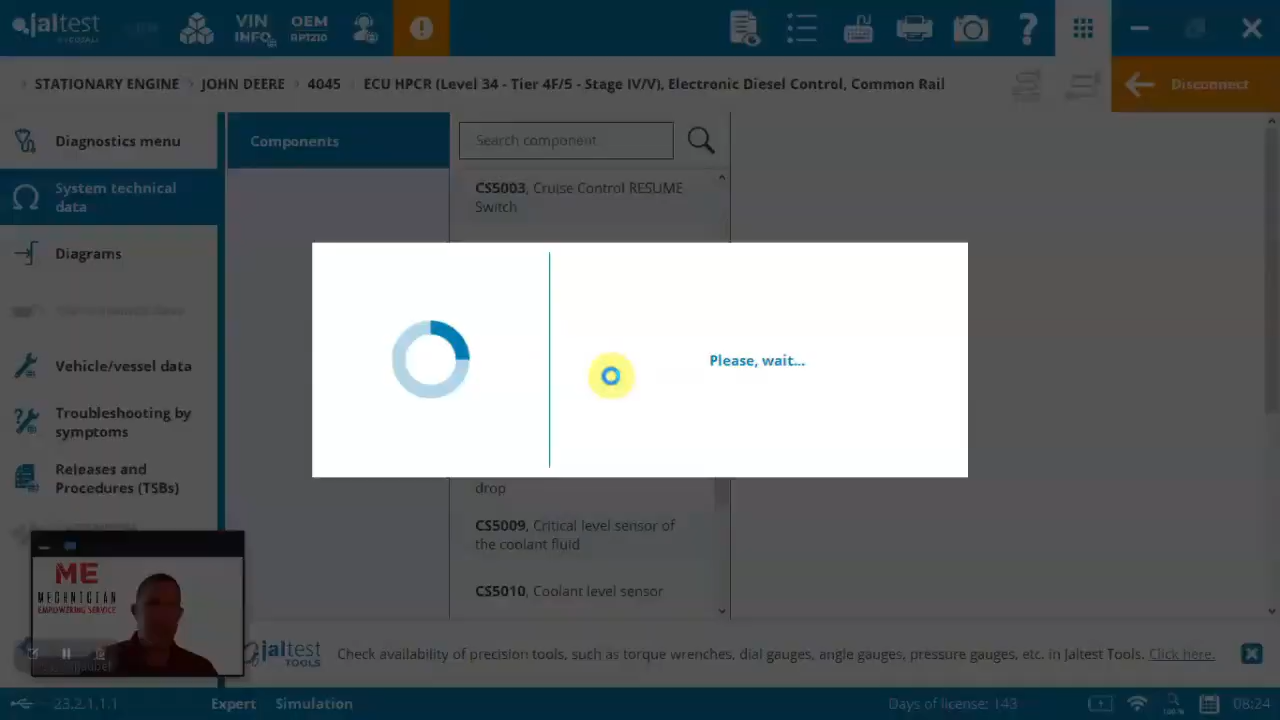 jaltest
VIN
INFO
OEM
STATIONARY ENGINE
JOHN DEERE
4045
ECU HPCR (Level 34 - Tier 4F/5 - Stage IV/V), Electronic Diesel Control, Common Rail
Disconnect
Diagnostics menu
System technical
data
Diagrams
Vehicle/vessel data
Troubleshooting by
symptoms
Releases and
Procedures (TSBs)
Components
Search component
CS5003, Cruise Control RESUME
Switch
Please, wait...
drop
CS5009, Critical level sensor of
the coolant fluid
CS5010, Coolant level sensor
ME
MECHNICIAN
EMPOWERING SERVICE
jaltest
TOOLS
Check availability of precision tools, such as torque wrenches, dial gauges, angle gauges, pressure gauges, etc. in Jaltest Tools. Click here.
23.2.1.1.1
Expert
Simulation
Days of license: 143
100 %
08:24